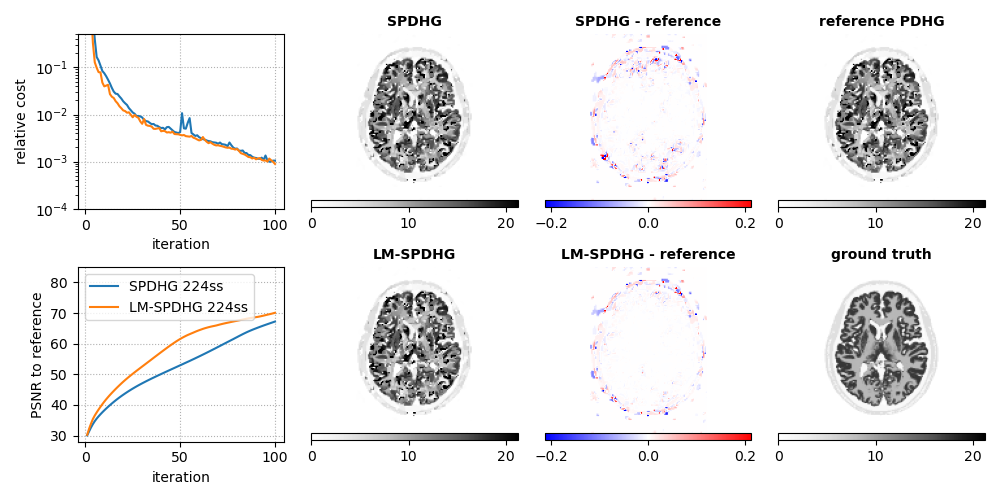 relative cost
10⁻¹
10⁻²
10⁻³
10⁻⁴
0 50 100
iteration
SPDHG
0 10 20
SPDHG - reference
−0.2 0.0 0.2
reference PDHG
0 10 20
PSNR to reference
80
70
60
50
40
30
SPDHG 224ss
LM-SPDHG 224ss
0 50 100
iteration
LM-SPDHG
0 10 20
LM-SPDHG - reference
−0.2 0.0 0.2
ground truth
0 10 20